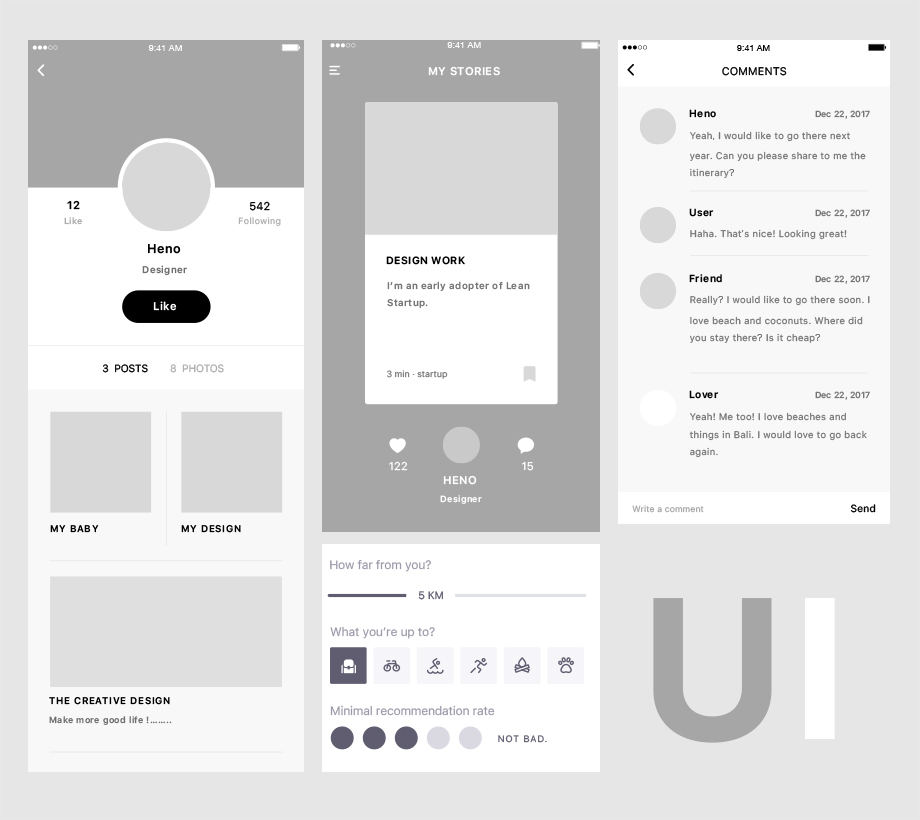 9:41 AM
12
Like
542
Following
Heno
Designer
Like
3 POSTS
8 PHOTOS
MY BABY
MY DESIGN
THE CREATIVE DESIGN
Make more good life !........
9:41 AM
MY STORIES
DESIGN WORK
I'm an early adopter of Lean
Startup.
3 min · startup
122
15
HENO
Designer
How far from you?
5 KM
What you're up to?
Minimal recommendation rate
NOT BAD.
9:41 AM
COMMENTS
Heno
Dec 22, 2017
Yeah, I would like to go there next
year. Can you please share to me the
itinerary?
User
Dec 22, 2017
Haha. That's nice! Looking great!
Friend
Dec 22, 2017
Really? I would like to go there soon. I
love beach and coconuts. Where did
you stay there? Is it cheap?
Lover
Dec 22, 2017
Yeah! Me too! I love beaches and
things in Bali. I would love to go back
again.
Write a comment
Send
UI